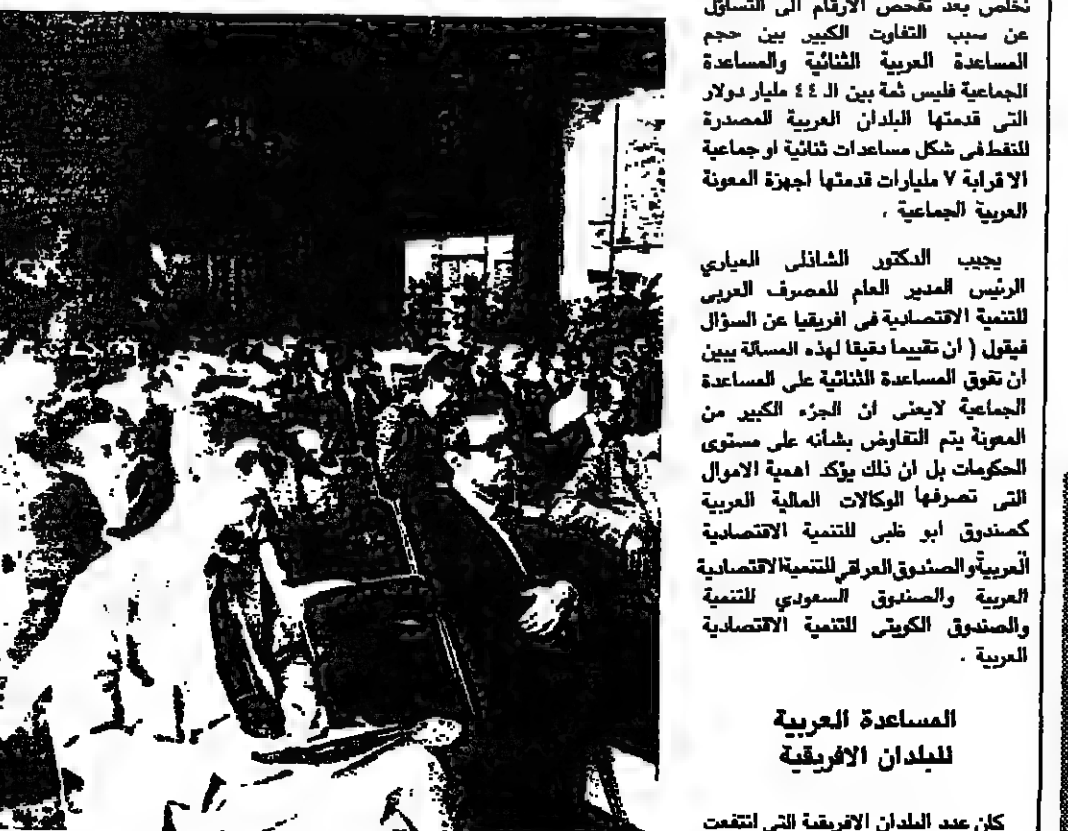 نخلص بعد تفحص الارقام الى التساؤل
عن سبب التفاوت الكبير بين حجم
المساعدة العربية الثنائية والمساعدة
الجماعية فليس ثمة بين الـ ٤٤ مليار دولار
التى قدمتها البلدان العربية المصدرة
للنفط فى شكل مساعدات ثنائية او جماعية
الا قرابة ٧ مليارات قدمتها اجهزة المعونة
العربية الجماعية .
يجيب الدكتور الشاذلى العيارى
الرئيس المدير العام للمصرف العربى
للتنمية الاقتصادية فى افريقيا عن السؤال
فيقول ( ان تقييما دقيقا لهذه المسألة يبين
ان تفوق المساعدة الثنائية على المساعدة
الجماعية لايعنى ان الجزء الكبير من
المعونة يتم التفاوض بشأنه على مستوى
الحكومات بل ان ذلك يؤكد اهمية الاموال
التى تصرفها الوكالات المالية العربية
كصندوق ابو ظبى للتنمية الاقتصادية
العربية والصندوق العراقي للتنمية الاقتصادية
العربية والصندوق السعودي للتنمية
والصندوق الكويتى للتنمية الاقتصادية
العربية .
المساعدة العربية
للبلدان الافريقية
كان عدد البلدان الافريقية التى انتفعت